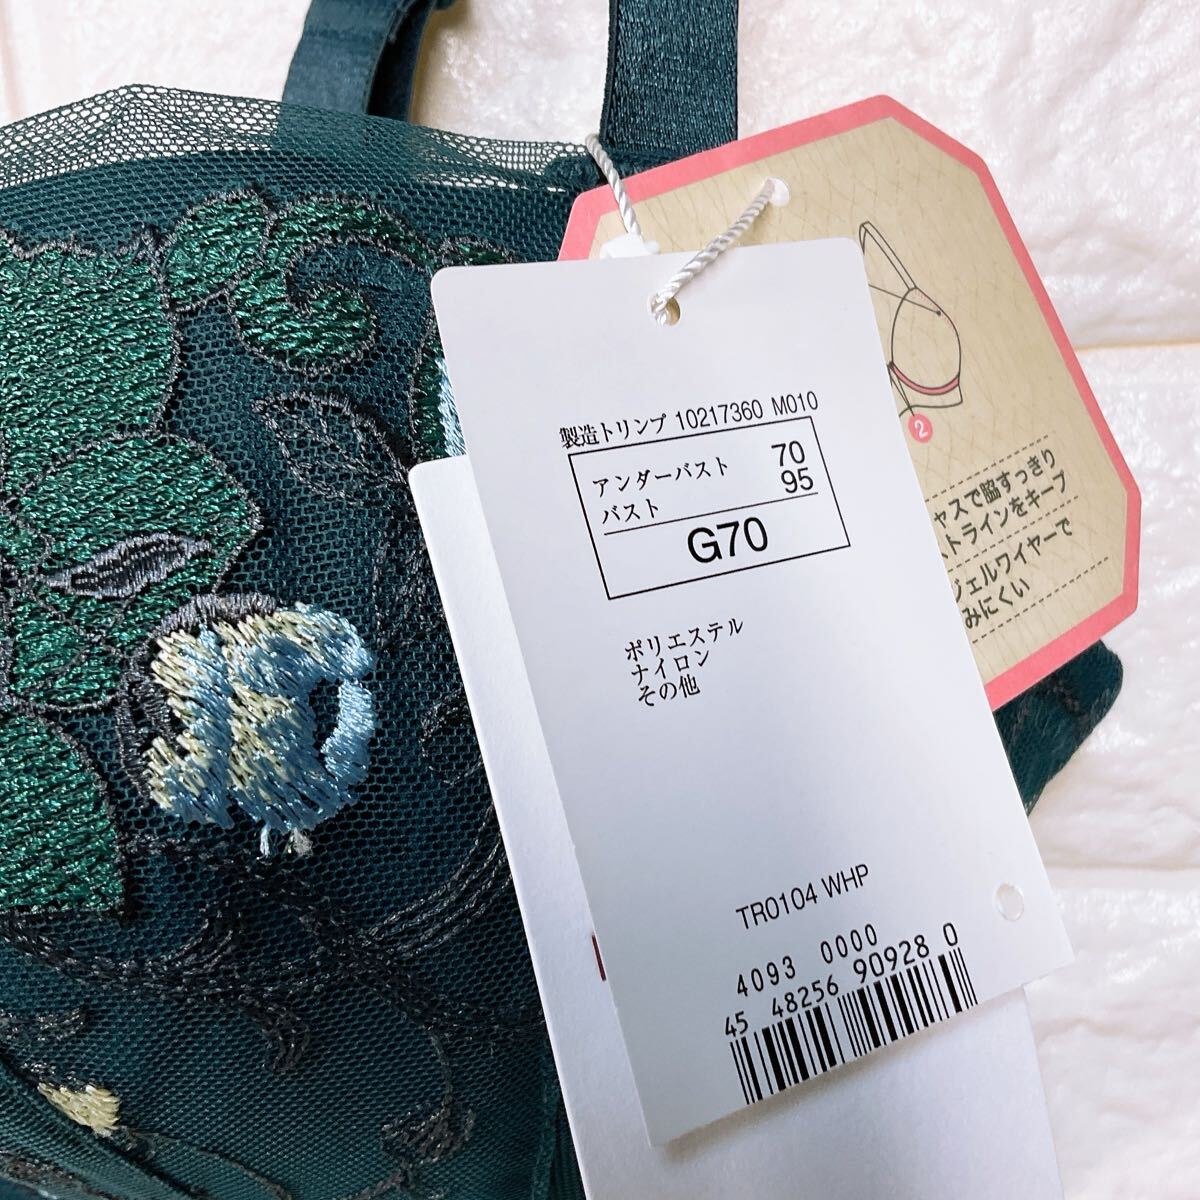 製造トリンプ 10217360 M010
アンダーバスト 70
バスト 95
G70
ポリエステル
ナイロン
その他
TR0104 WHP
4093 0000
45 48256 90928 0
2
ャスで脇すっきり
トラインをキープ
ジェルワイヤーで
みにくい